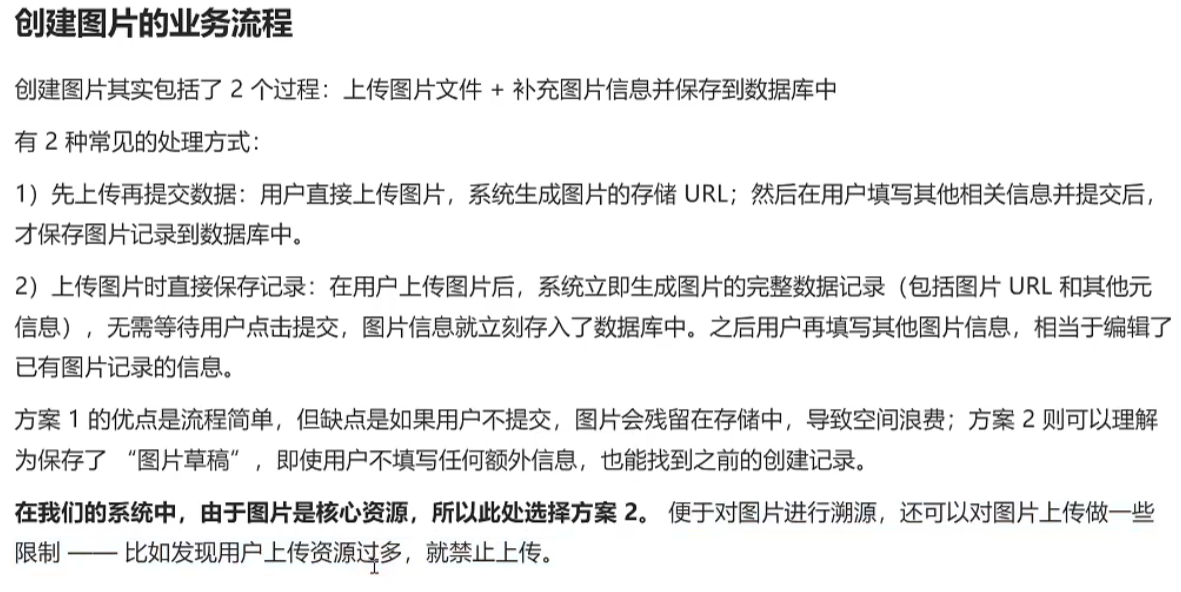 创建图片的业务流程
创建图片其实包括了 2 个过程：上传图片文件 + 补充图片信息并保存到数据库中
有 2 种常见的处理方式：
1）先上传再提交数据：用户直接上传图片，系统生成图片的存储 URL；然后在用户填写其他相关信息并提交后，
才保存图片记录到数据库中。
2）上传图片时直接保存记录：在用户上传图片后，系统立即生成图片的完整数据记录（包括图片 URL 和其他元
信息），无需等待用户点击提交，图片信息就立刻存入了数据库中。之后用户再填写其他图片信息，相当于编辑了
已有图片记录的信息。
方案 1 的优点是流程简单，但缺点是如果用户不提交，图片会残留在存储中，导致空间浪费；方案 2 则可以理解
为保存了 “图片草稿” ，即使用户不填写任何额外信息，也能找到之前的创建记录。
在我们的系统中，由于图片是核心资源，所以此处选择方案 2。 便于对图片进行溯源，还可以对图片上传做一些
限制 —— 比如发现用户上传资源过多，就禁止上传。